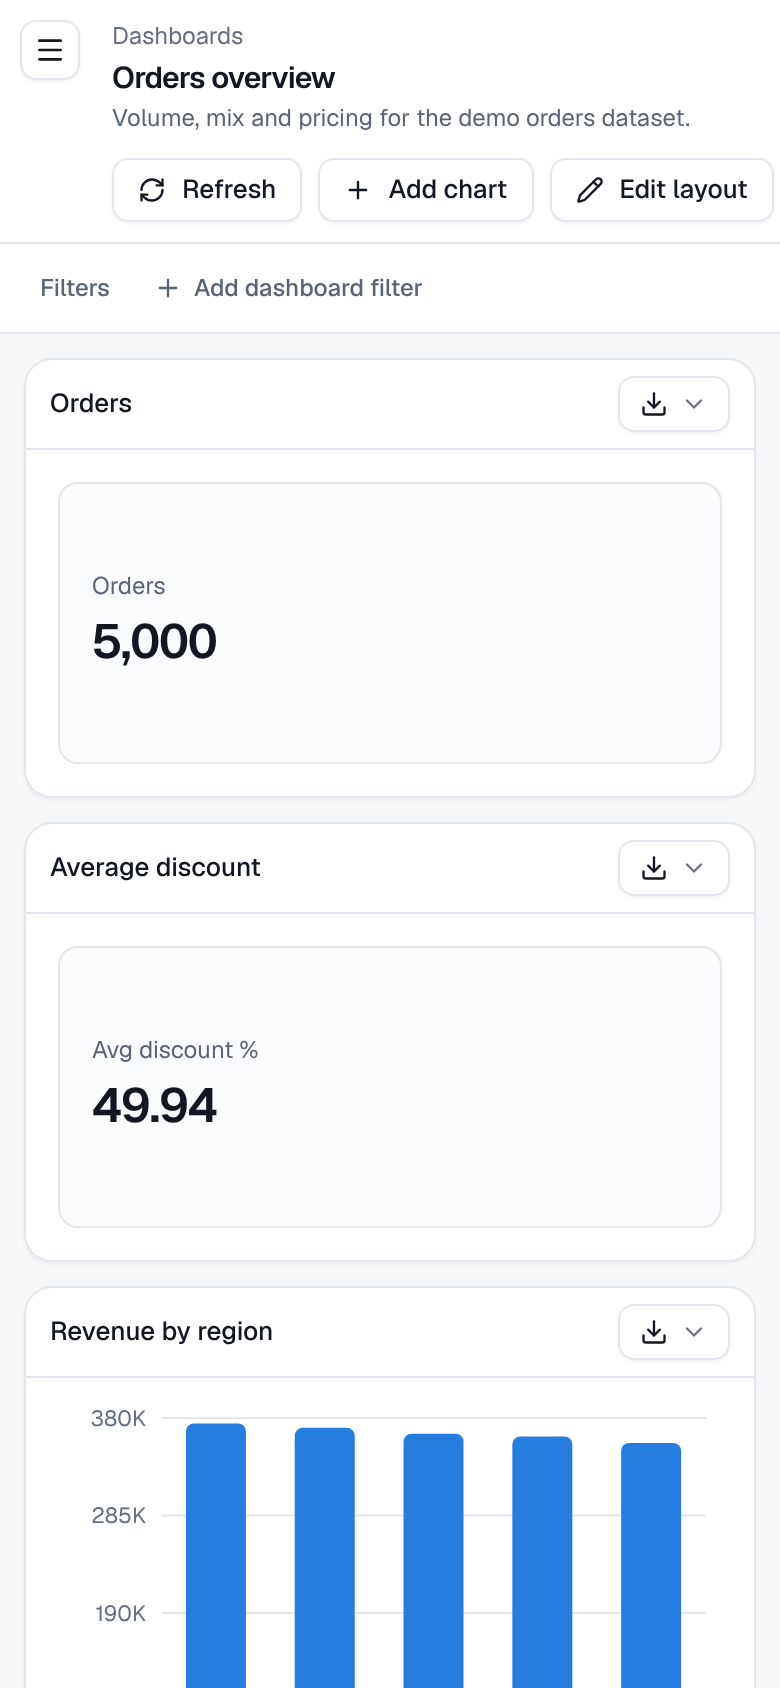 Dashboards
Orders overview
Volume, mix and pricing for the demo orders dataset.
Refresh
Add chart
Edit layout
Filters
Add dashboard filter
Orders
Orders
5,000
Average discount
Avg discount %
49.94
Revenue by region
380K
285K
190K